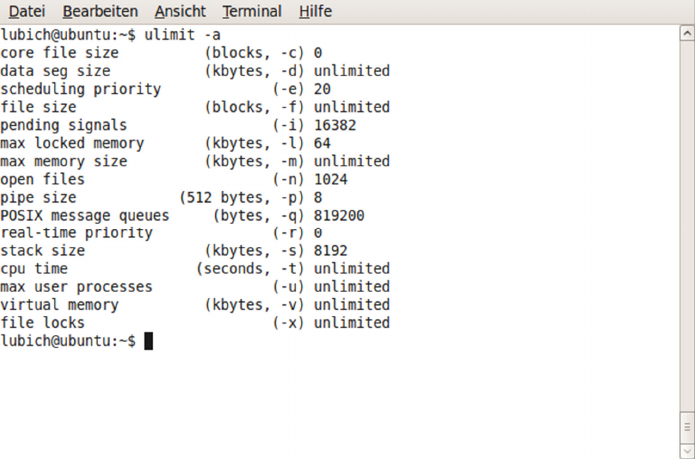 Datei Bearbeiten Ansicht Terminal Hilfe
lubich@ubuntu:~$ ulimit -a
core file size          (blocks, -c) 0
data seg size           (kbytes, -d) unlimited
scheduling priority             (-e) 20
file size               (blocks, -f) unlimited
pending signals                 (-i) 16382
max locked memory       (kbytes, -l) 64
max memory size         (kbytes, -m) unlimited
open files                      (-n) 1024
pipe size            (512 bytes, -p) 8
POSIX message queues     (bytes, -q) 819200
real-time priority              (-r) 0
stack size              (kbytes, -s) 8192
cpu time               (seconds, -t) unlimited
max user processes              (-u) unlimited
virtual memory          (kbytes, -v) unlimited
file locks                      (-x) unlimited
lubich@ubuntu:~$